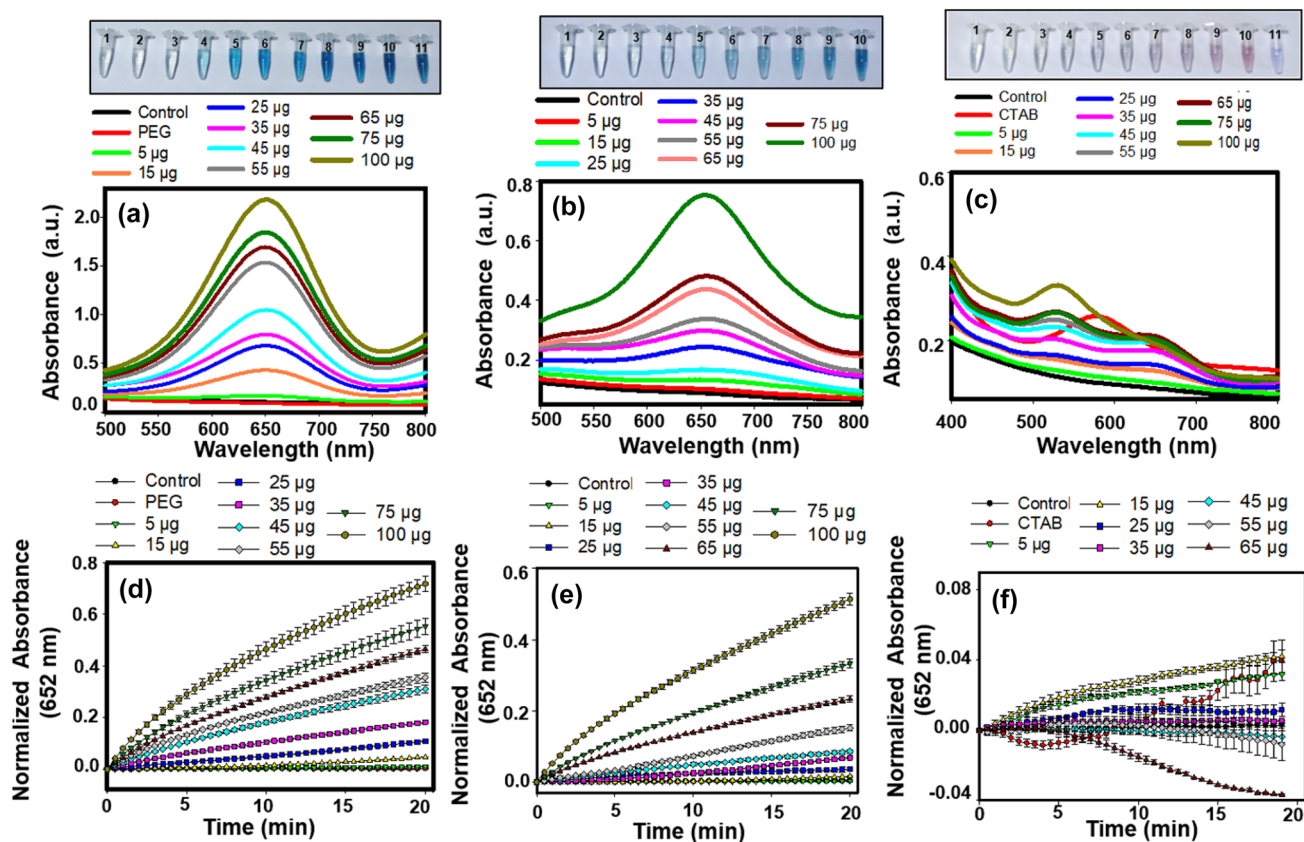 1 2 3 4 5 6 7 8 9 10 11
Control
PEG
5 µg
15 µg
25 µg
35 µg
45 µg
55 µg
65 µg
75 µg
100 µg
(a)
Absorbance (a.u.)
2.0
1.5
1.0
0.5
0.0
500 550 600 650 700 750 800
Wavelength (nm)
1 2 3 4 5 6 7 8 9 10
Control
5 µg
15 µg
25 µg
35 µg
45 µg
55 µg
65 µg
75 µg
100 µg
(b)
Absorbance (a.u.)
0.8
0.6
0.4
0.2
500 550 600 650 700 750 800
Wavelength (nm)
1 2 3 4 5 6 7 8 9 10 11
Control
CTAB
5 µg
15 µg
25 µg
35 µg
45 µg
55 µg
65 µg
75 µg
100 µg
(c)
Absorbance (a.u.)
0.6
0.4
0.2
400 500 600 700 800
Wavelength (nm)
Control
PEG
5 µg
15 µg
25 µg
35 µg
45 µg
55 µg
65 µg
75 µg
100 µg
(d)
Normalized Absorbance
(652 nm)
0.8
0.6
0.4
0.2
0.0
0 5 10 15 20
Time (min)
Control
5 µg
15 µg
25 µg
35 µg
45 µg
55 µg
65 µg
75 µg
100 µg
(e)
Normalized Absorbance
(652 nm)
0.6
0.4
0.2
0.0
0 5 10 15 20
Time (min)
Control
CTAB
5 µg
15 µg
25 µg
35 µg
45 µg
55 µg
65 µg
(f)
Normalized Absorbance
(652 nm)
0.08
0.04
0.00
-0.04
0 5 10 15 20
Time (min)